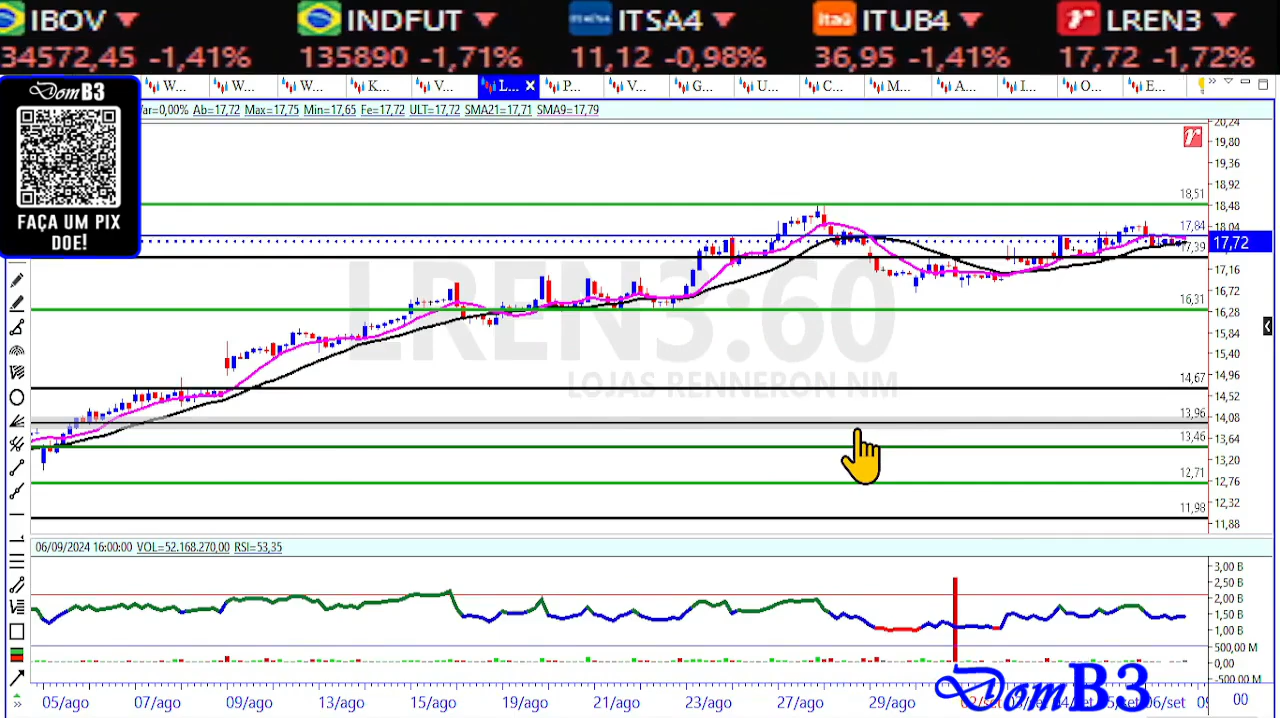 IBOV INDFUT ITSA4 ITUB4 LREN3
34572,45 -1,41% 135890 -1,71% 11,12 -0,98% 36,95 -1,41% 17,72 -1,72%
DomB3
FAÇA UM PIX
DOE!
W... W... W... K... V... L... X P... V... G... U... C... M... A... I... O... E...
Var=0,00% Ab=17,72 Max=17,75 Min=17,65 Fe=17,72 ULT=17,72 SMA21=17,71 SMA9=17,79
20,24
19,80
19,36
18,92
18,51
18,48
17,84
18,04
17,72
17,39
17,16
16,72
16,31
16,28
15,84
15,40
14,96
14,67
14,52
13,96
14,08
13,46
13,64
13,20
12,71
12,76
12,32
11,98
11,88
LREN3:60
LOJAS RENNERON NM
06/09/2024 16:00:00 VOL=52.168.270,00 RSI=53,35
3,00 B
2,50 B
2,00 B
1,50 B
1,00 B
500,00 M
0,00
-500,00 M
DomB3
05/ago 07/ago 09/ago 13/ago 15/ago 19/ago 21/ago 23/ago 27/ago 29/ago 02/set 06/set 00